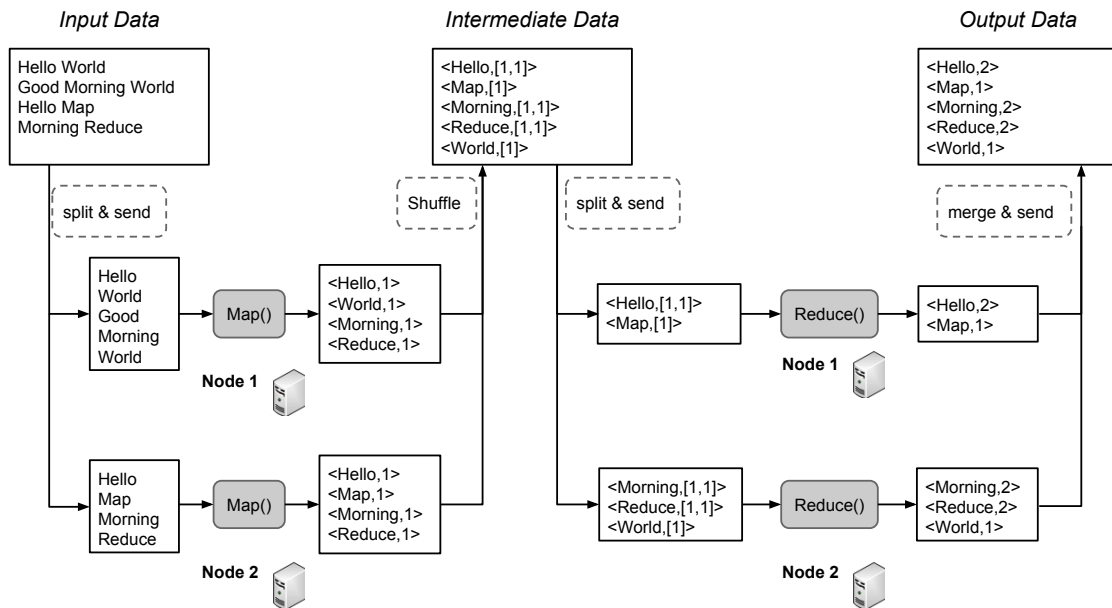 Input Data
Intermediate Data
Output Data
Hello World
Good Morning World
Hello Map
Morning Reduce
<Hello,[1,1]>
<Map,[1]>
<Morning,[1,1]>
<Reduce,[1,1]>
<World,[1]>
<Hello,2>
<Map,1>
<Morning,2>
<Reduce,2>
<World,1>
split & send
Shuffle
split & send
merge & send
Hello
World
Good
Morning
World
Map()
<Hello,1>
<World,1>
<Morning,1>
<Reduce,1>
Node 1
<Hello,[1,1]>
<Map,[1]>
Reduce()
<Hello,2>
<Map,1>
Node 1
Hello
Map
Morning
Reduce
Map()
<Hello,1>
<Map,1>
<Morning,1>
<Reduce,1>
Node 2
<Morning,[1,1]>
<Reduce,[1,1]>
<World,[1]>
Reduce()
<Morning,2>
<Reduce,2>
<World,1>
Node 2